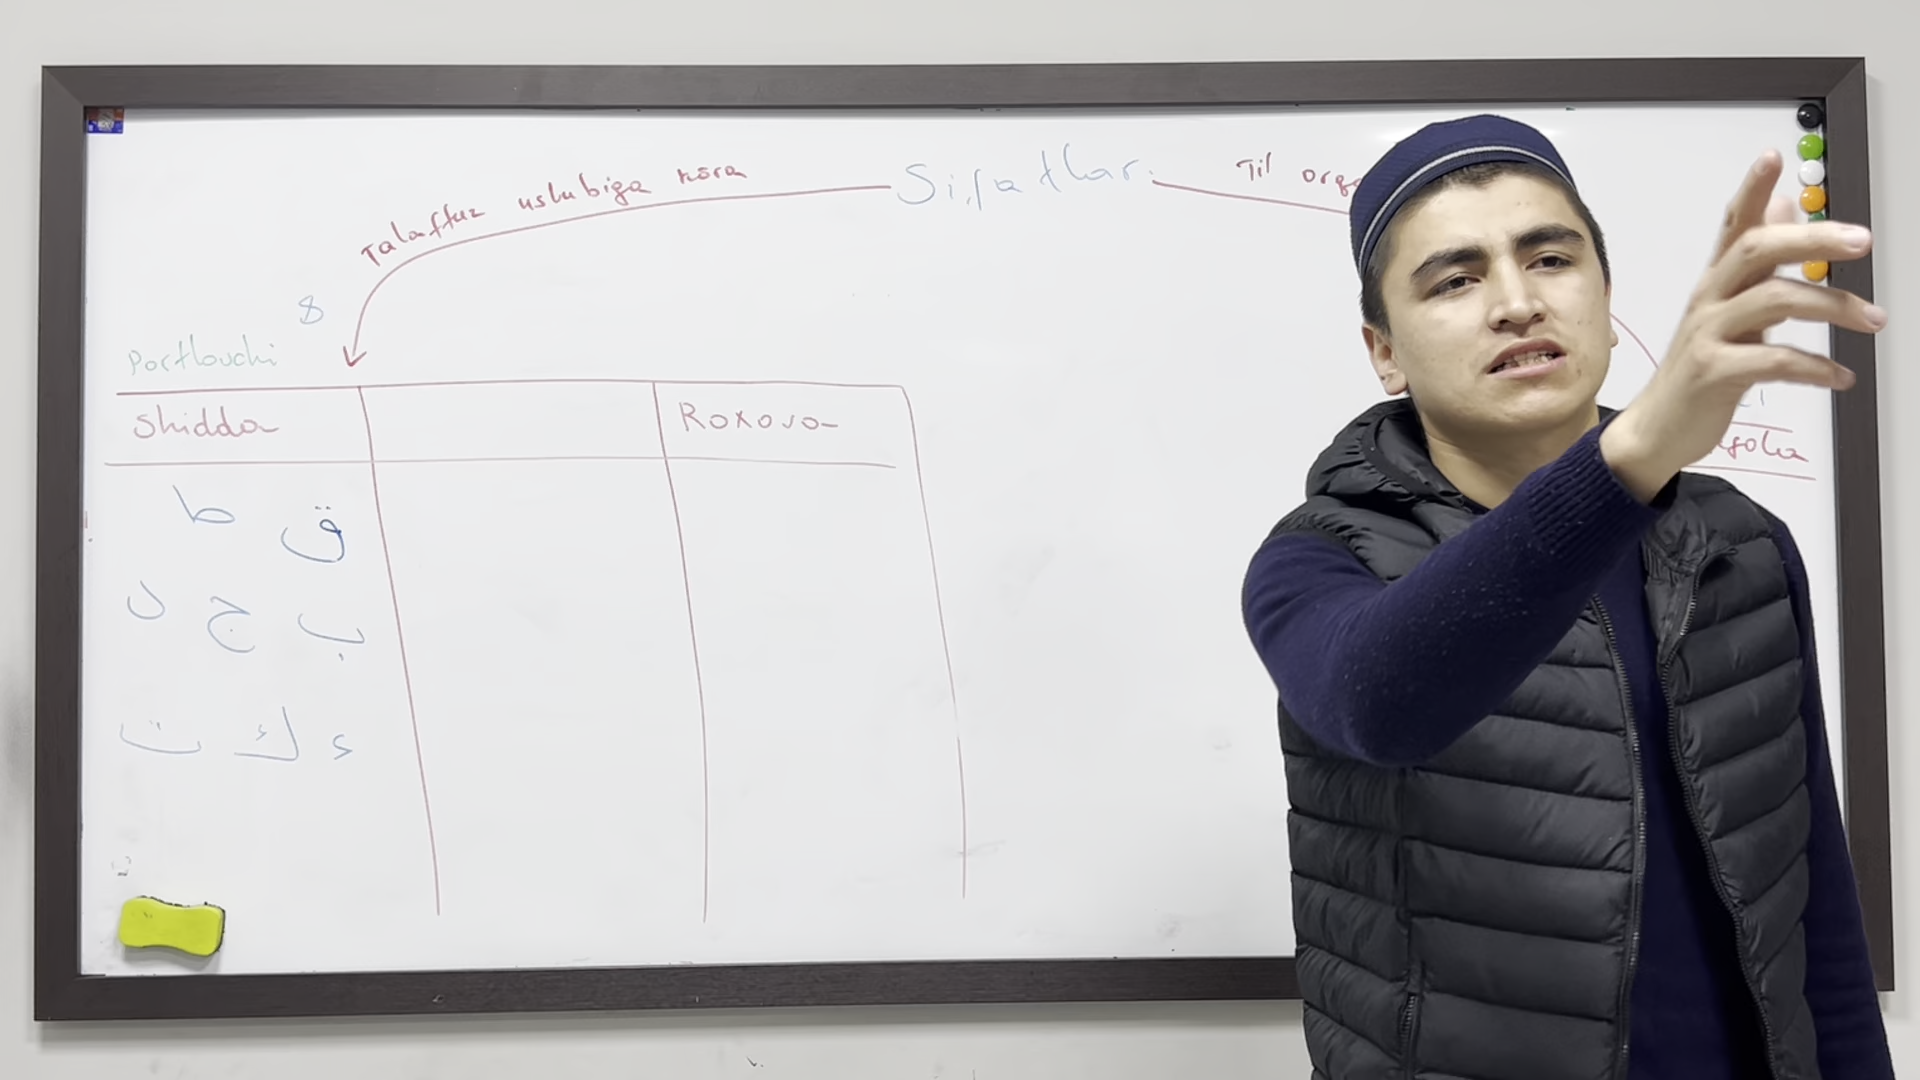 Sifatlar.
Talaffuz uslubiga ko'ra
Til
8
Portlovchi
Shidda
Roxova
ط ق
د ج ب
ت ك ء